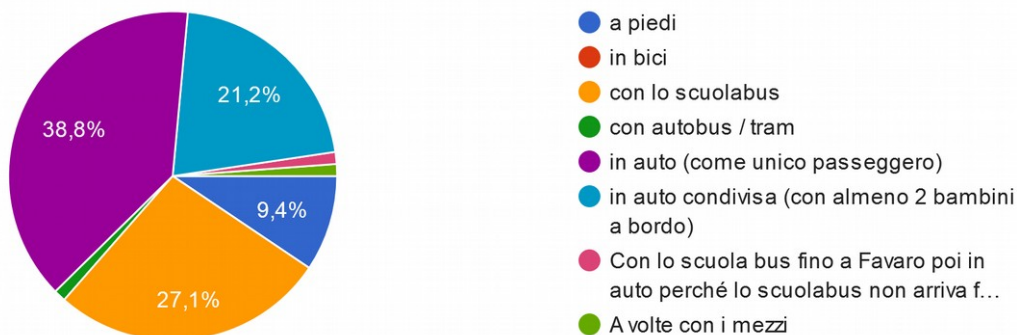 38,8%
21,2%
9,4%
27,1%
a piedi
in bici
con lo scuolabus
con autobus / tram
in auto (come unico passeggero)
in auto condivisa (con almeno 2 bambini
a bordo)
Con lo scuola bus fino a Favaro poi in
auto perché lo scuolabus non arriva f…
A volte con i mezzi